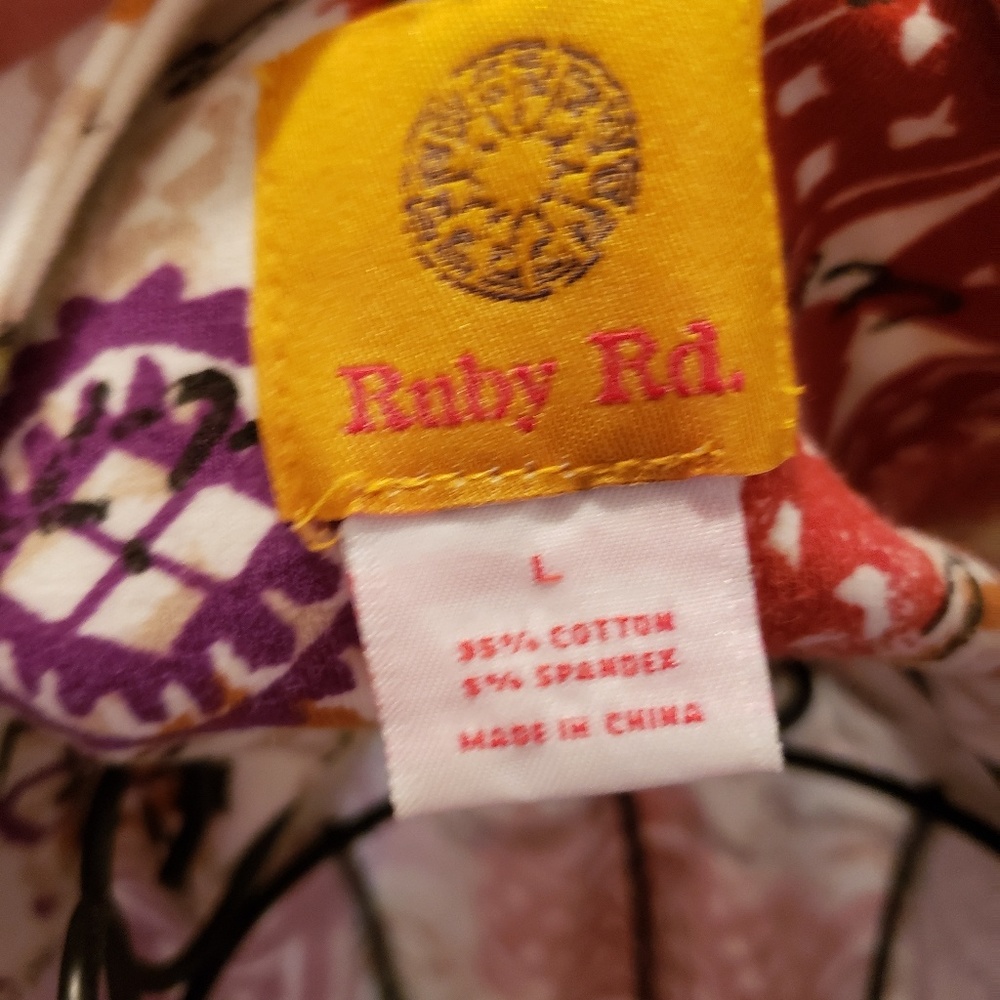 Ruby Rd.
L
95% COTTON
5% SPANDEX
MADE IN CHINA